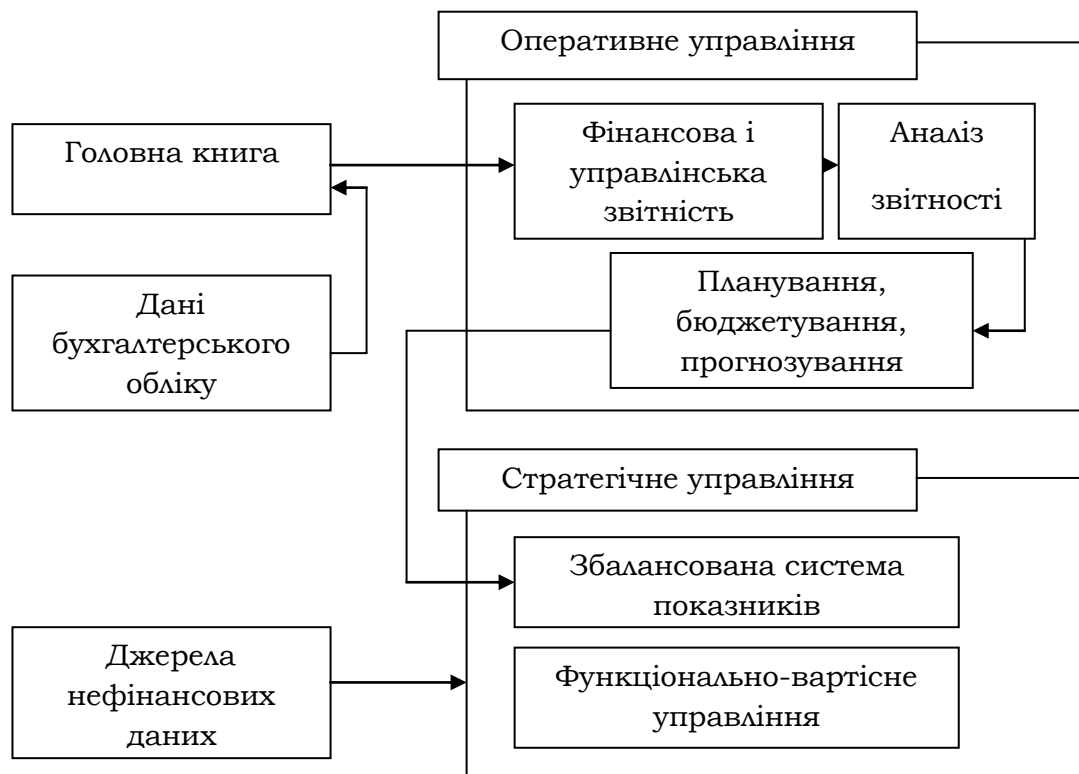 Оперативне управління
Головна книга
Фінансова і
управлінська
звітність
Аналіз
звітності
Дані
бухгалтерського
обліку
Планування,
бюджетування,
прогнозування
Стратегічне управління
Збалансована система
показників
Джерела
нефінансових
даних
Функціонально-вартісне
управління